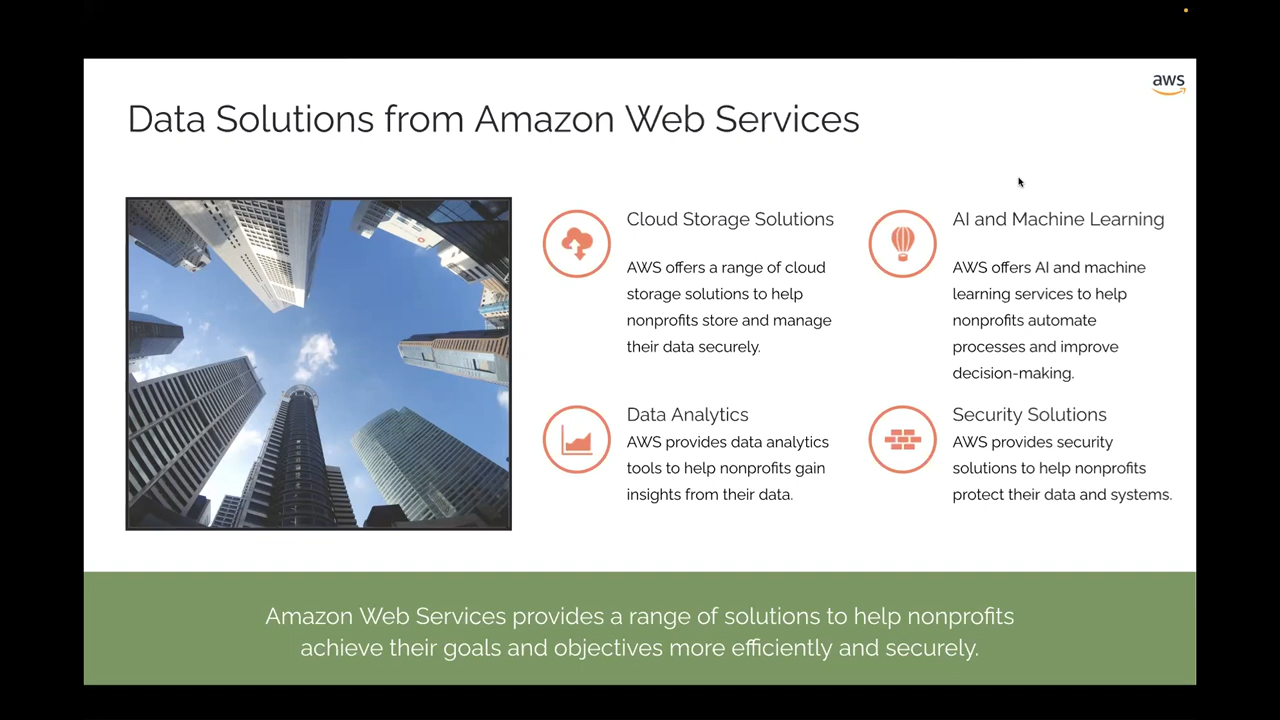 aws
Data Solutions from Amazon Web Services
Cloud Storage Solutions
AWS offers a range of cloud
storage solutions to help
nonprofits store and manage
their data securely.
AI and Machine Learning
AWS offers AI and machine
learning services to help
nonprofits automate
processes and improve
decision-making.
Data Analytics
AWS provides data analytics
tools to help nonprofits gain
insights from their data.
Security Solutions
AWS provides security
solutions to help nonprofits
protect their data and systems.
Amazon Web Services provides a range of solutions to help nonprofits
achieve their goals and objectives more efficiently and securely.